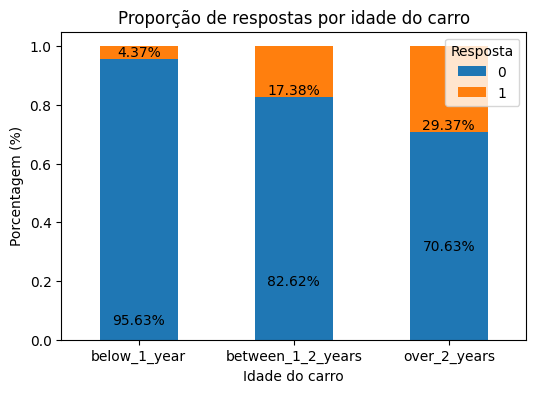 Proporção de respostas por idade do carro
Porcentagem (%)
1.0
0.8
0.6
0.4
0.2
0.0
4.37%
17.38%
29.37%
95.63%
82.62%
70.63%
Resposta
0
1
below_1_year
between_1_2_years
over_2_years
Idade do carro